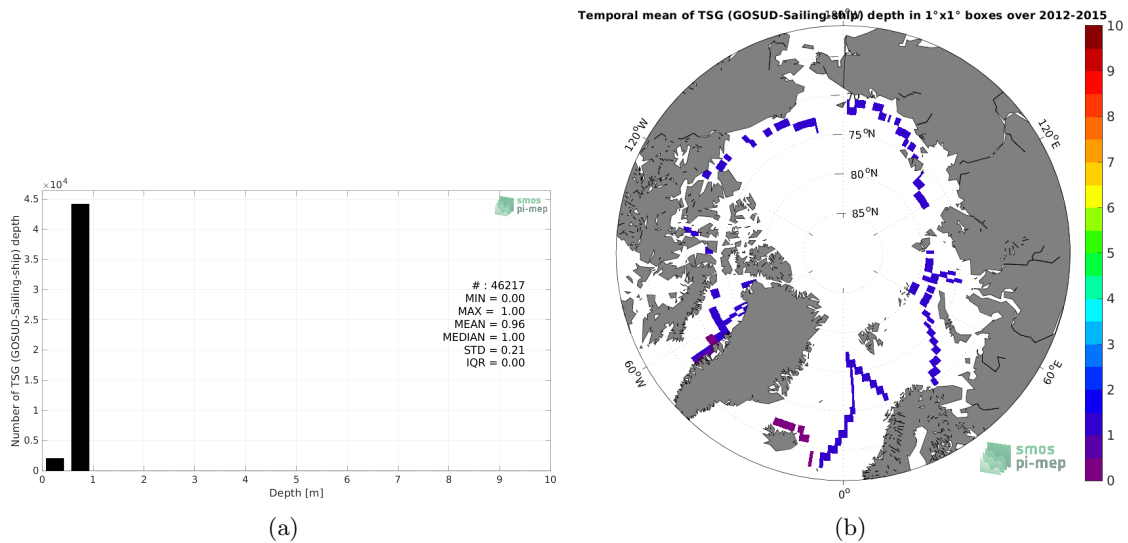 Temporal mean of TSG (GOSUD-Sailing-ship) depth in 1°x1° boxes over 2012-2015
×10⁴
4.5
4
3.5
3
2.5
2
1.5
1
0.5
0
Number of TSG (GOSUD-Sailing-ship) depth
smos
pi-mep
# : 46217
MIN = 0.00
MAX = 1.00
MEAN = 0.96
MEDIAN = 1.00
STD = 0.21
IQR = 0.00
0 1 2 3 4 5 6 7 8 9 10
Depth [m]
(a)
180°W
120°W
120°E
75°N
80°N
85°N
60°W
60°E
0°
smos
pi-mep
10
9
8
7
6
5
4
3
2
1
0
(b)